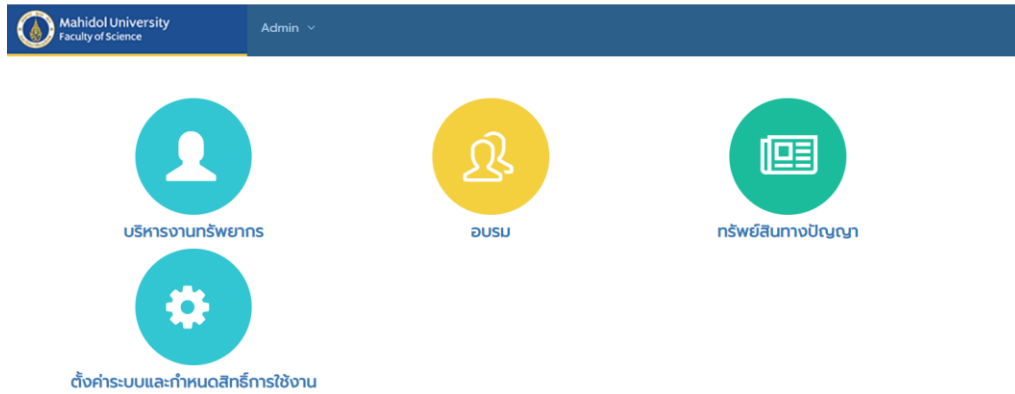 Mahidol University
Faculty of Science
Admin
บริหารงานทรัพยากร
อบรม
ทรัพย์สินทางปัญญา
ตั้งค่าระบบและกำหนดสิทธิ์การใช้งาน